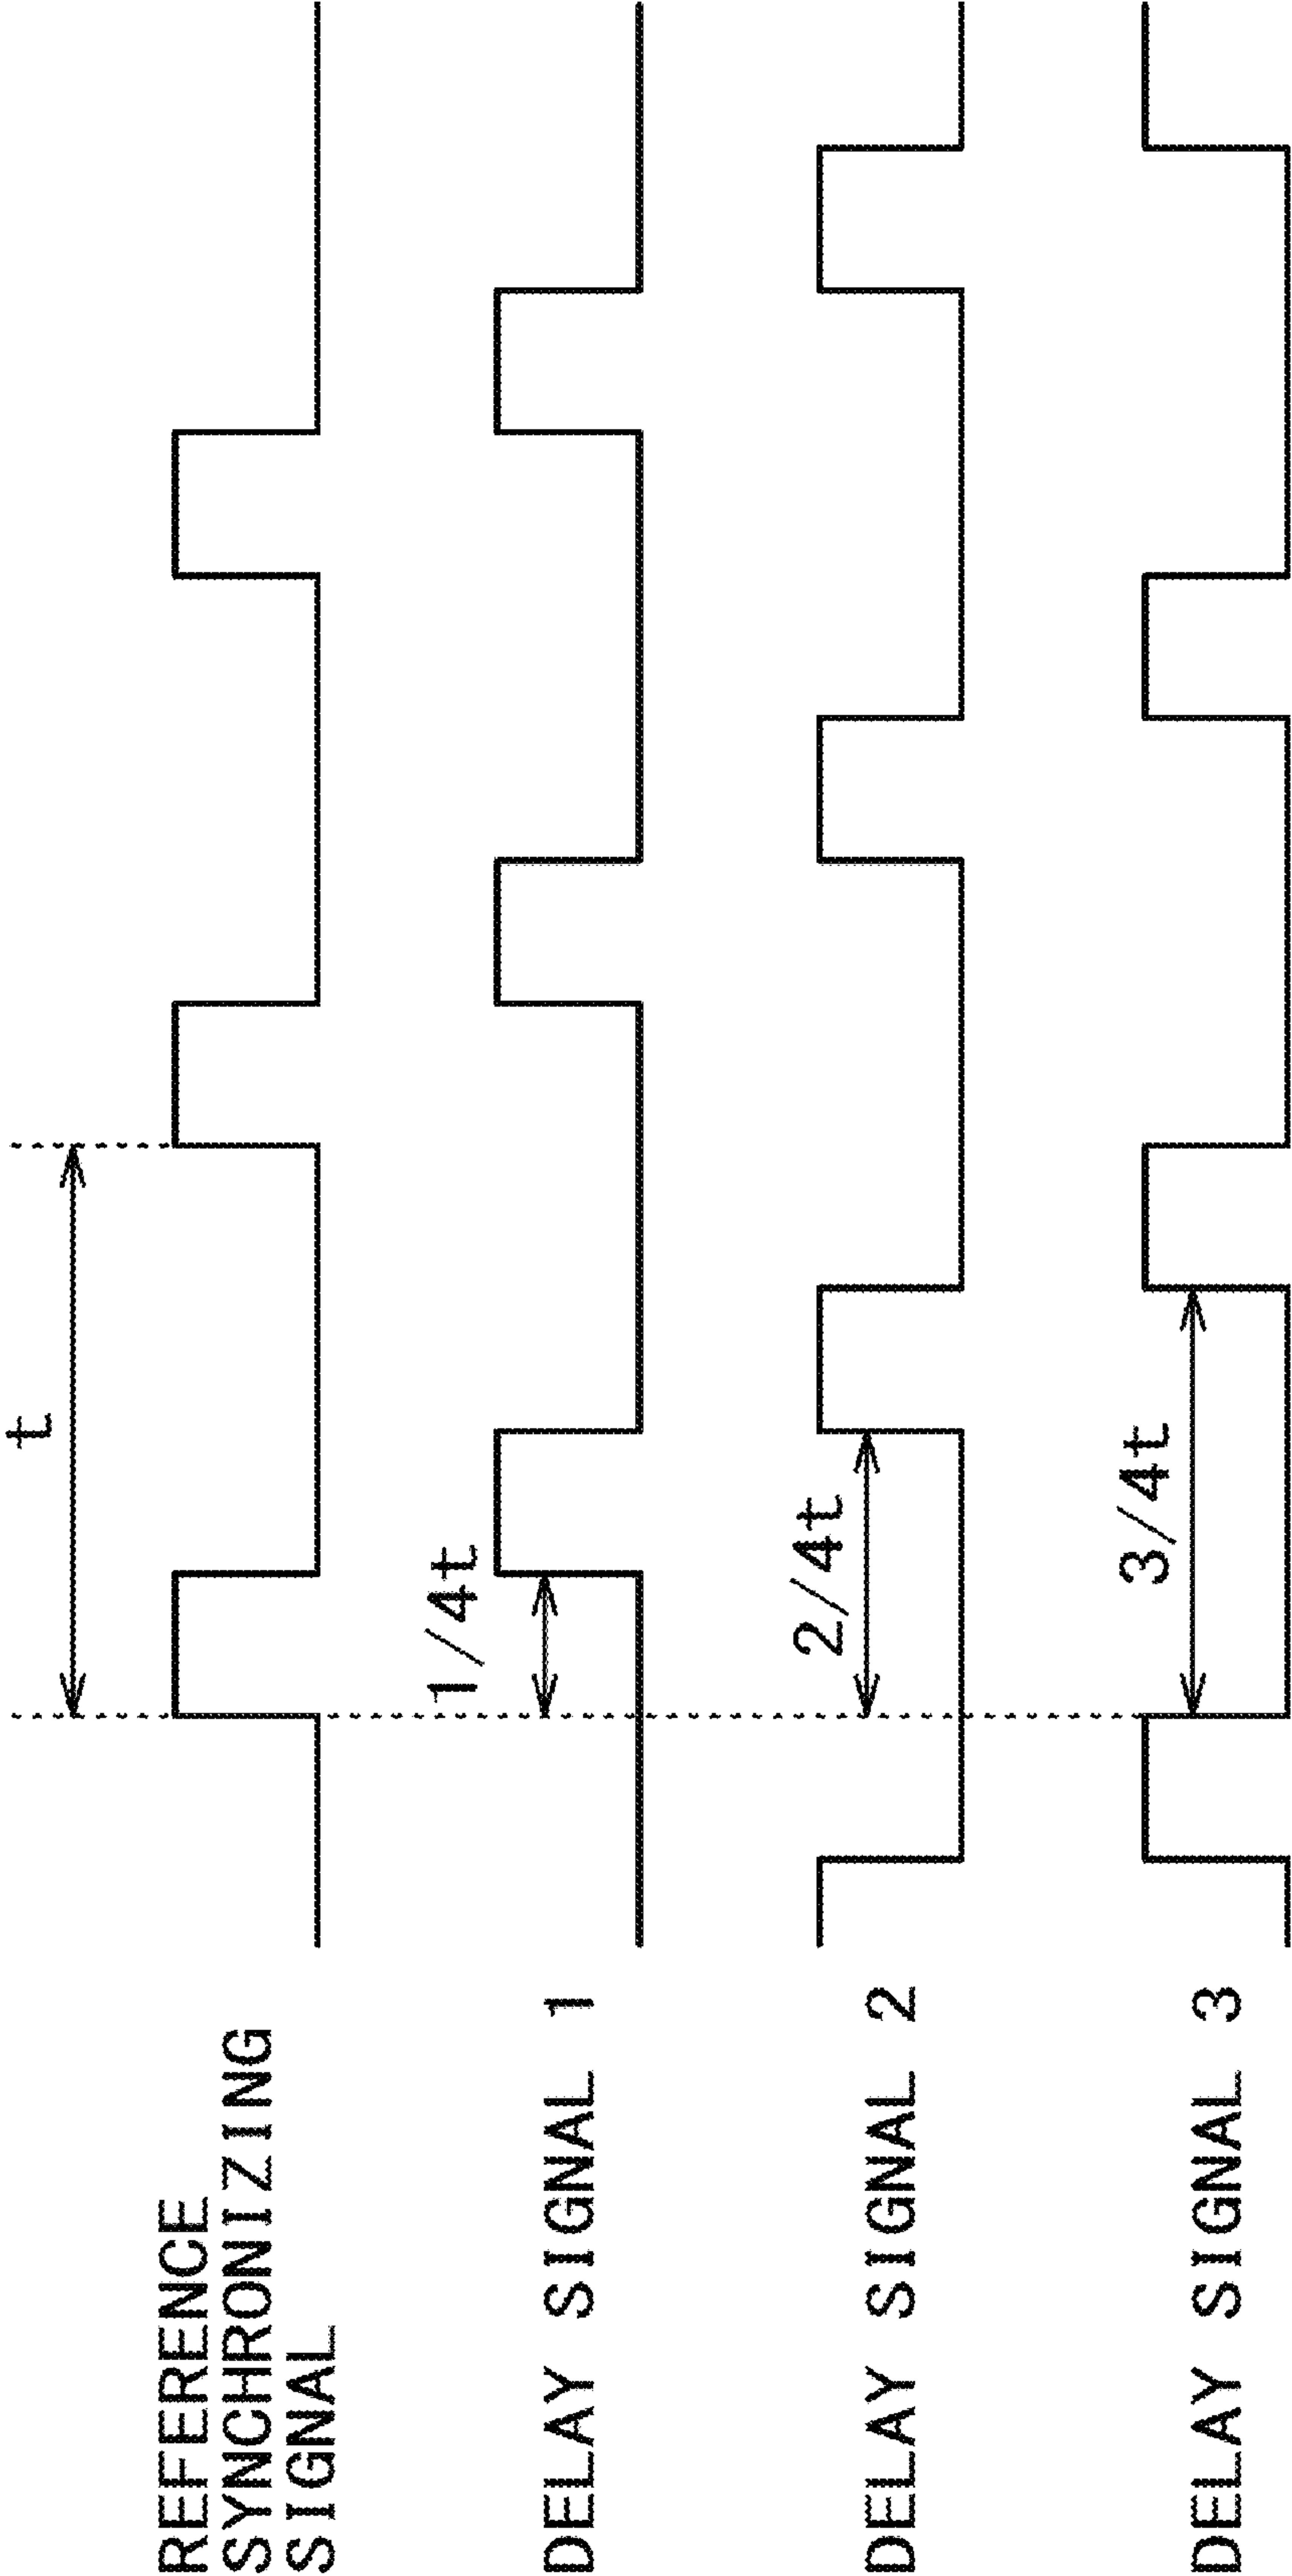 t
REFERENCE
SYNCHRONIZING
SIGNAL
1/4t
DELAY SIGNAL 1
2/4t
DELAY SIGNAL 2
3/4t
DELAY SIGNAL 3